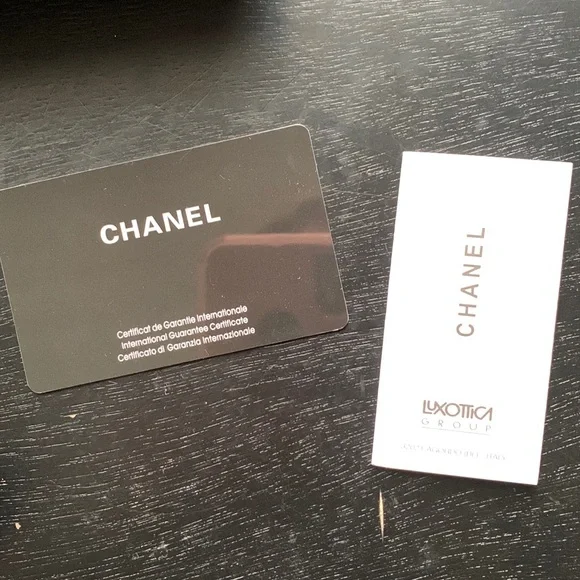 CHANEL
Certificat de Garantie Internationale
International Guarantee Certificate
Certificato di Garanzia Internazionale
CHANEL
LUXOTTICA
GROUP